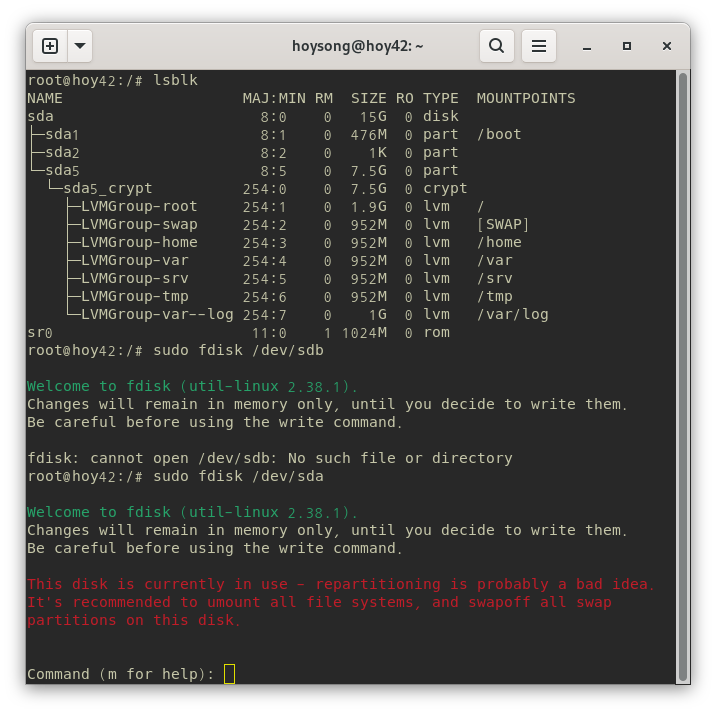 hoysong@hoy42: ~
root@hoy42:/# lsblk
NAME                    MAJ:MIN RM  SIZE RO TYPE  MOUNTPOINTS
sda                       8:0    0   15G  0 disk
├─sda1                    8:1    0  476M  0 part  /boot
├─sda2                    8:2    0    1K  0 part
└─sda5                    8:5    0  7.5G  0 part
  └─sda5_crypt          254:0    0  7.5G  0 crypt
    ├─LVMGroup-root     254:1    0  1.9G  0 lvm   /
    ├─LVMGroup-swap     254:2    0  952M  0 lvm   [SWAP]
    ├─LVMGroup-home     254:3    0  952M  0 lvm   /home
    ├─LVMGroup-var      254:4    0  952M  0 lvm   /var
    ├─LVMGroup-srv      254:5    0  952M  0 lvm   /srv
    ├─LVMGroup-tmp      254:6    0  952M  0 lvm   /tmp
    └─LVMGroup-var--log 254:7    0    1G  0 lvm   /var/log
sr0                      11:0    1 1024M  0 rom
root@hoy42:/# sudo fdisk /dev/sdb
Welcome to fdisk (util-linux 2.38.1).
Changes will remain in memory only, until you decide to write them.
Be careful before using the write command.
fdisk: cannot open /dev/sdb: No such file or directory
root@hoy42:/# sudo fdisk /dev/sda
Welcome to fdisk (util-linux 2.38.1).
Changes will remain in memory only, until you decide to write them.
Be careful before using the write command.
This disk is currently in use - repartitioning is probably a bad idea.
It's recommended to umount all file systems, and swapoff all swap
partitions on this disk.
Command (m for help):